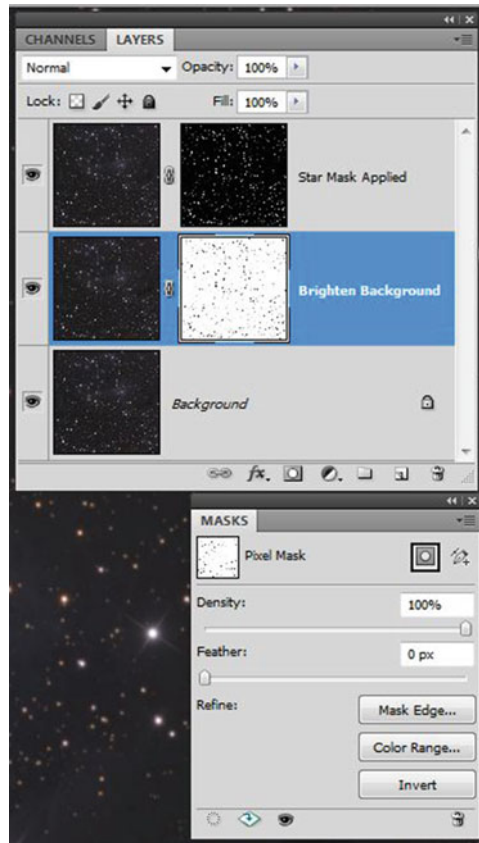 CHANNELS LAYERS
Normal Opacity: 100%
Lock: Fill: 100%
Star Mask Applied
Brighten Background
Background
fx.
MASKS
Pixel Mask
Density: 100%
Feather: 0 px
Refine: Mask Edge...
Color Range...
Invert